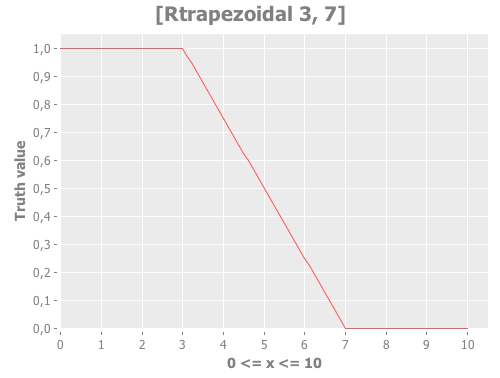 [Rtrapezoidal 3, 7]
Truth value
1,0
0,9
0,8
0,7
0,6
0,5
0,4
0,3
0,2
0,1
0,0
0 1 2 3 4 5 6 7 8 9 10
0 <= x <= 10